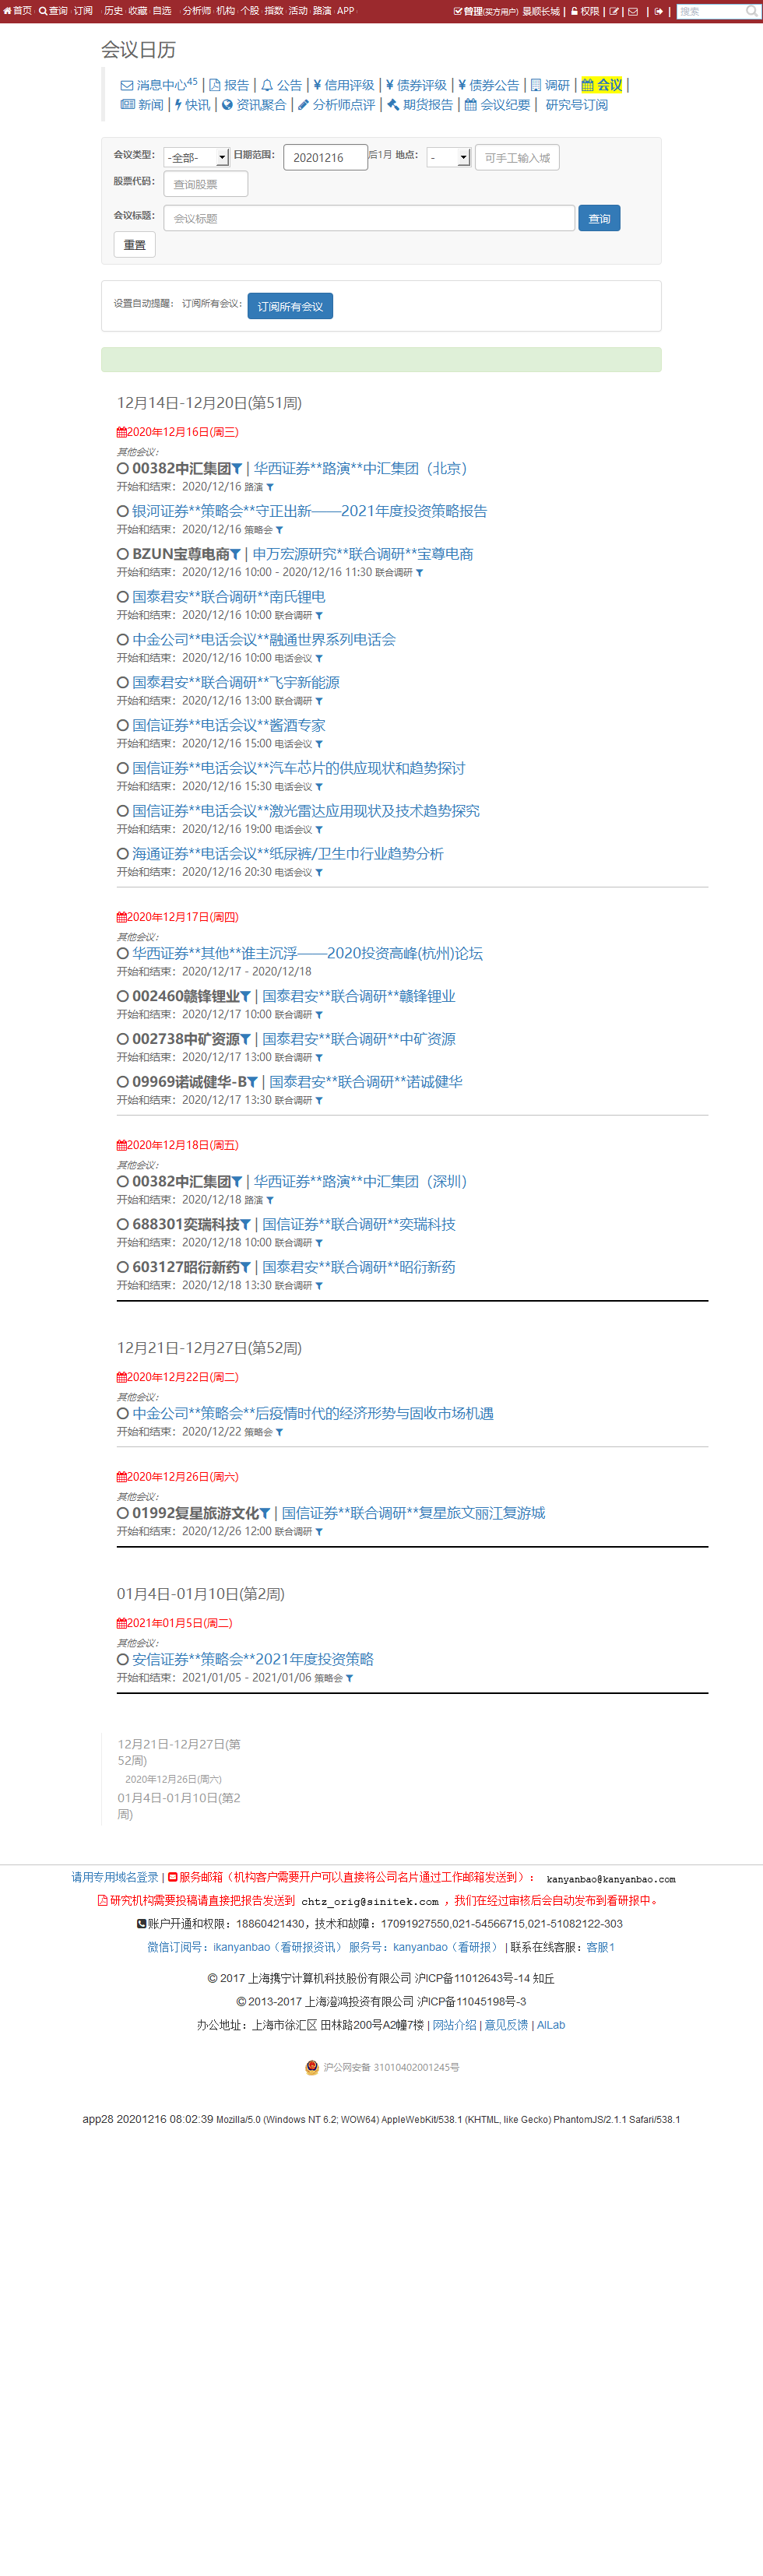 首页 查询 订阅 历史 收藏 自选 分析师 机构 个股 指数 活动 路演 APP 管理(买方用户) 景顺长城 | 权限 | | | | 搜索
会议日历
消息中心45 | 报告 | 公告 | ¥ 信用评级 | ¥ 债券评级 | ¥ 债券公告 | 调研 | 会议 |
新闻 | 快讯 | 资讯聚合 | 分析师点评 | 期货报告 | 会议纪要 | 研究号订阅
会议类型： -全部- 日期范围： 20201216 后1月 地点： - 可手工输入城
股票代码： 查询股票
会议标题： 会议标题 查询
重置
设置自动提醒： 订阅所有会议： 订阅所有会议
12月14日-12月20日(第51周)
2020年12月16日(周三)
其他会议：
00382中汇集团 | 华西证券**路演**中汇集团（北京）
开始和结束：2020/12/16 路演
银河证券**策略会**守正出新——2021年度投资策略报告
开始和结束：2020/12/16 策略会
BZUN宝尊电商 | 申万宏源研究**联合调研**宝尊电商
开始和结束：2020/12/16 10:00 - 2020/12/16 11:30 联合调研
国泰君安**联合调研**南氏锂电
开始和结束：2020/12/16 10:00 联合调研
中金公司**电话会议**融通世界系列电话会
开始和结束：2020/12/16 10:00 电话会议
国泰君安**联合调研**飞宇新能源
开始和结束：2020/12/16 13:00 联合调研
国信证券**电话会议**酱酒专家
开始和结束：2020/12/16 15:00 电话会议
国信证券**电话会议**汽车芯片的供应现状和趋势探讨
开始和结束：2020/12/16 15:30 电话会议
国信证券**电话会议**激光雷达应用现状及技术趋势探究
开始和结束：2020/12/16 19:00 电话会议
海通证券**电话会议**纸尿裤/卫生巾行业趋势分析
开始和结束：2020/12/16 20:30 电话会议
2020年12月17日(周四)
其他会议：
华西证券**其他**谁主沉浮——2020投资高峰(杭州)论坛
开始和结束：2020/12/17 - 2020/12/18
002460赣锋锂业 | 国泰君安**联合调研**赣锋锂业
开始和结束：2020/12/17 10:00 联合调研
002738中矿资源 | 国泰君安**联合调研**中矿资源
开始和结束：2020/12/17 13:00 联合调研
09969诺诚健华-B | 国泰君安**联合调研**诺诚健华
开始和结束：2020/12/17 13:30 联合调研
2020年12月18日(周五)
其他会议：
00382中汇集团 | 华西证券**路演**中汇集团（深圳）
开始和结束：2020/12/18 路演
688301奕瑞科技 | 国信证券**联合调研**奕瑞科技
开始和结束：2020/12/18 10:00 联合调研
603127昭衍新药 | 国泰君安**联合调研**昭衍新药
开始和结束：2020/12/18 13:30 联合调研
12月21日-12月27日(第52周)
2020年12月22日(周二)
其他会议：
中金公司**策略会**后疫情时代的经济形势与固收市场机遇
开始和结束：2020/12/22 策略会
2020年12月26日(周六)
其他会议：
01992复星旅游文化 | 国信证券**联合调研**复星旅文丽江复游城
开始和结束：2020/12/26 12:00 联合调研
01月4日-01月10日(第2周)
2021年01月5日(周二)
其他会议：
安信证券**策略会**2021年度投资策略
开始和结束：2021/01/05 - 2021/01/06 策略会
12月21日-12月27日(第
52周)
2020年12月26日(周六)
01月4日-01月10日(第2
周)
请用专用域名登录 | 服务邮箱（机构客户需要开户可以直接将公司名片通过工作邮箱发送到）： kanyanbao@kanyanbao.com
研究机构需要投稿请直接把报告发送到 chtz_orig@sinitek.com ，我们在经过审核后会自动发布到看研报中。
账户开通和权限：18860421430，技术和故障：17091927550,021-54566715,021-51082122-303
微信订阅号：ikanyanbao（看研报资讯） 服务号：kanyanbao（看研报） | 联系在线客服：客服1
© 2017 上海携宁计算机科技股份有限公司 沪ICP备11012643号-14 知丘
© 2013-2017 上海澄鸿投资有限公司 沪ICP备11045198号-3
办公地址：上海市徐汇区 田林路200号A2幢7楼 | 网站介绍 | 意见反馈 | AILab
沪公网安备 31010402001245号
app28 20201216 08:02:39 Mozilla/5.0 (Windows NT 6.2; WOW64) AppleWebKit/538.1 (KHTML, like Gecko) PhantomJS/2.1.1 Safari/538.1